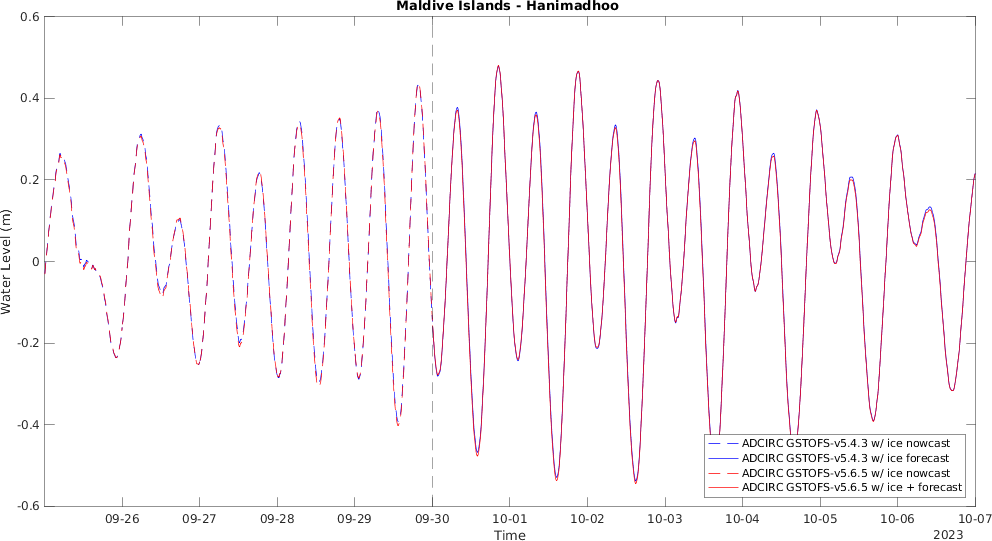 Maldive Islands - Hanimadhoo
0.6
0.4
0.2
0
-0.2
-0.4
-0.6
Water Level (m)
ADCIRC GSTOFS-v5.4.3 w/ ice nowcast
ADCIRC GSTOFS-v5.4.3 w/ ice forecast
ADCIRC GSTOFS-v5.6.5 w/ ice nowcast
ADCIRC GSTOFS-v5.6.5 w/ ice + forecast
09-26 09-27 09-28 09-29 09-30 10-01 10-02 10-03 10-04 10-05 10-06 10-07
Time
2023